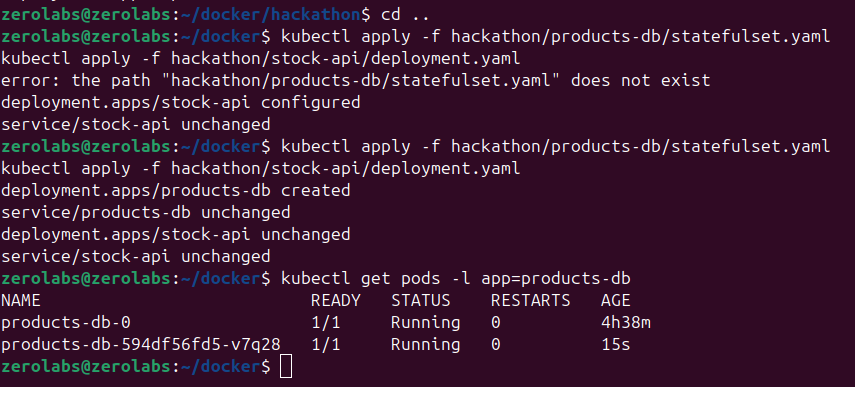 zerolabs@zerolabs:~/docker/hackathon$ cd ..
zerolabs@zerolabs:~/docker$ kubectl apply -f hackathon/products-db/statefulset.yaml
kubectl apply -f hackathon/stock-api/deployment.yaml
error: the path "hackathon/products-db/statefulset.yaml" does not exist
deployment.apps/stock-api configured
service/stock-api unchanged
zerolabs@zerolabs:~/docker$ kubectl apply -f hackathon/products-db/statefulset.yaml
kubectl apply -f hackathon/stock-api/deployment.yaml
deployment.apps/products-db created
service/products-db unchanged
deployment.apps/stock-api unchanged
service/stock-api unchanged
zerolabs@zerolabs:~/docker$ kubectl get pods -l app=products-db
NAME                           READY   STATUS    RESTARTS   AGE
products-db-0                  1/1     Running   0          4h38m
products-db-594df56fd5-v7q28   1/1     Running   0          15s
zerolabs@zerolabs:~/docker$